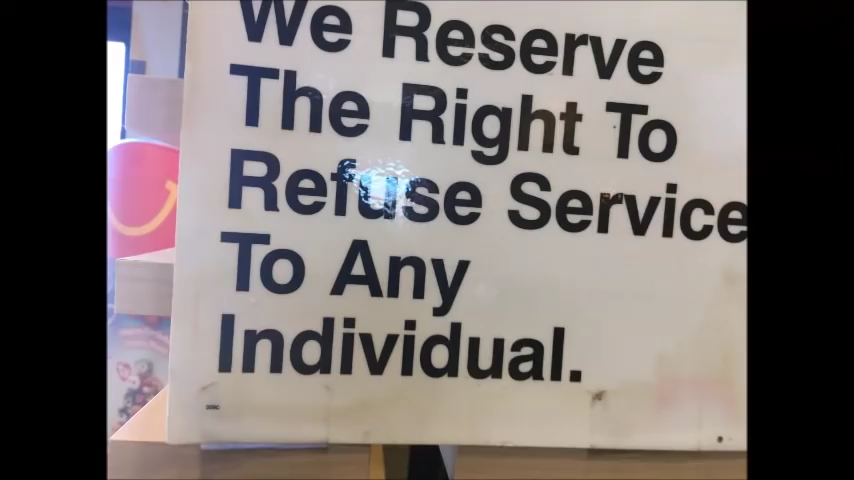 We Reserve
The Right To
Refuse Service
To Any
Individual.